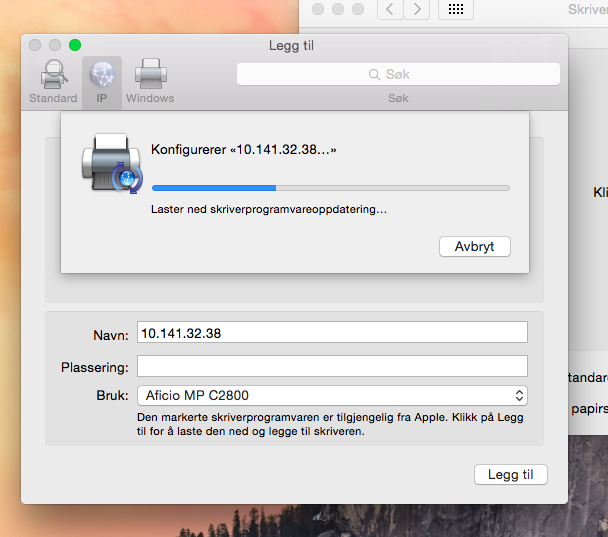 Skriver
Legg til
Standard
IP
Windows
Søk
Søk
Konfigurerer «10.141.32.38...»
Laster ned skriverprogramvareoppdatering...
Avbryt
Kli
Navn: 10.141.32.38
Plassering:
Bruk: Aficio MP C2800
Den markerte skriverprogramvaren er tilgjengelig fra Apple. Klikk på Legg
til for å laste den ned og legge til skriveren.
tandard
papirs
Legg til